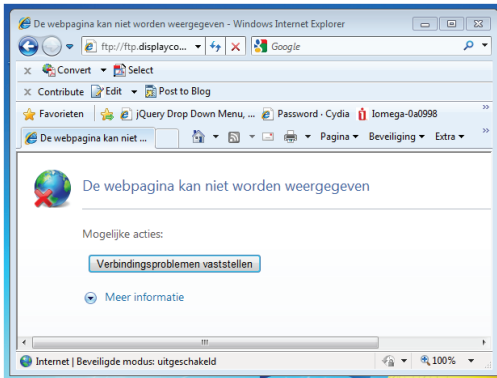 De webpagina kan niet worden weergegeven - Windows Internet Explorer
ftp://ftp.displayco... Google
x Convert Select
x Contribute Edit Post to Blog
Favorieten jQuery Drop Down Menu, ... Password - Cydia Iomega-0a0998 »
De webpagina kan niet ... Pagina Beveiliging Extra »
De webpagina kan niet worden weergegeven
Mogelijke acties:
Verbindingsproblemen vaststellen
Meer informatie
Internet | Beveiligde modus: uitgeschakeld 100%